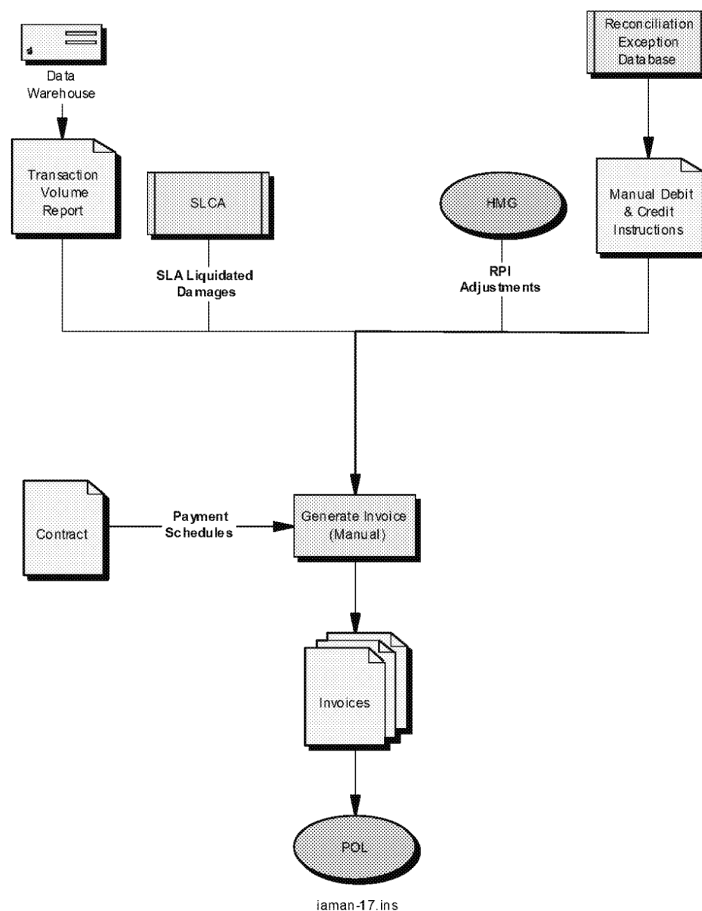 Data
Warehouse
Reconciliation
Exception
Database
Transaction
Volume
Report
SLCA
HMG
Manual Debit
& Credit
Instructions
SLA Liquidated
Damages
RPI
Adjustments
Contract
Payment
Schedules
Generate Invoice
(Manual)
Invoices
POL
iaman-17.ins